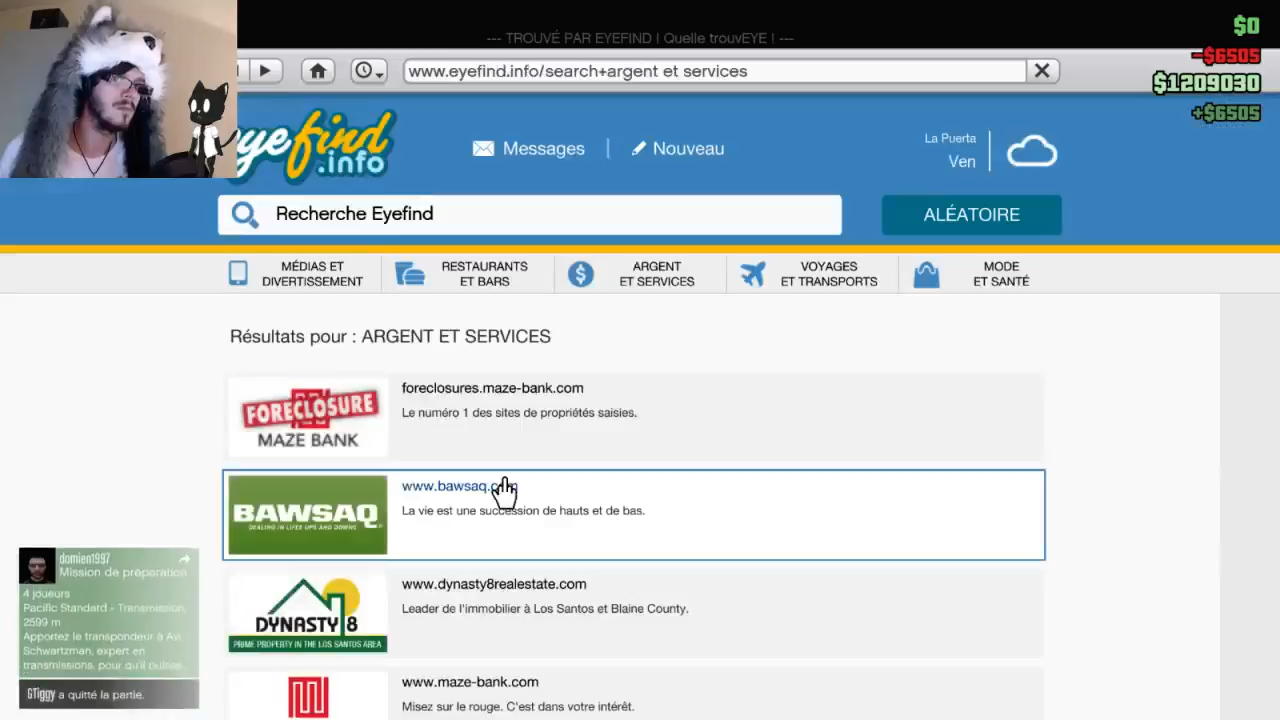 --- TROUVÉ PAR EYEFIND ! Quelle trouvEYE ! ---
$0
-$6505
$1209030
+$6505
www.eyefind.info/search+argent et services
eyefind
.info
Messages
Nouveau
La Puerta
Ven
Recherche Eyefind
ALÉATOIRE
MÉDIAS ET
DIVERTISSEMENT
RESTAURANTS
ET BARS
ARGENT
ET SERVICES
VOYAGES
ET TRANSPORTS
MODE
ET SANTÉ
Résultats pour : ARGENT ET SERVICES
FORECLOSURE
MAZE BANK
foreclosures.maze-bank.com
Le numéro 1 des sites de propriétés saisies.
BAWSAQ
DEALING IN LIFES UPS AND DOWNS
www.bawsaq.com
La vie est une succession de hauts et de bas.
DYNASTY 8
PRIME PROPERTY IN THE LOS SANTOS AREA
www.dynasty8realestate.com
Leader de l'immobilier à Los Santos et Blaine County.
www.maze-bank.com
Misez sur le rouge. C'est dans votre intérêt.
damien1997
Mission de préparation
4 joueurs
Pacific Standard - Transmission,
2599 m
Apportez le transpondeur à Avi
Schwartzman, expert en
transmissions, pour qu'il puisse
GTiggy a quitté la partie.